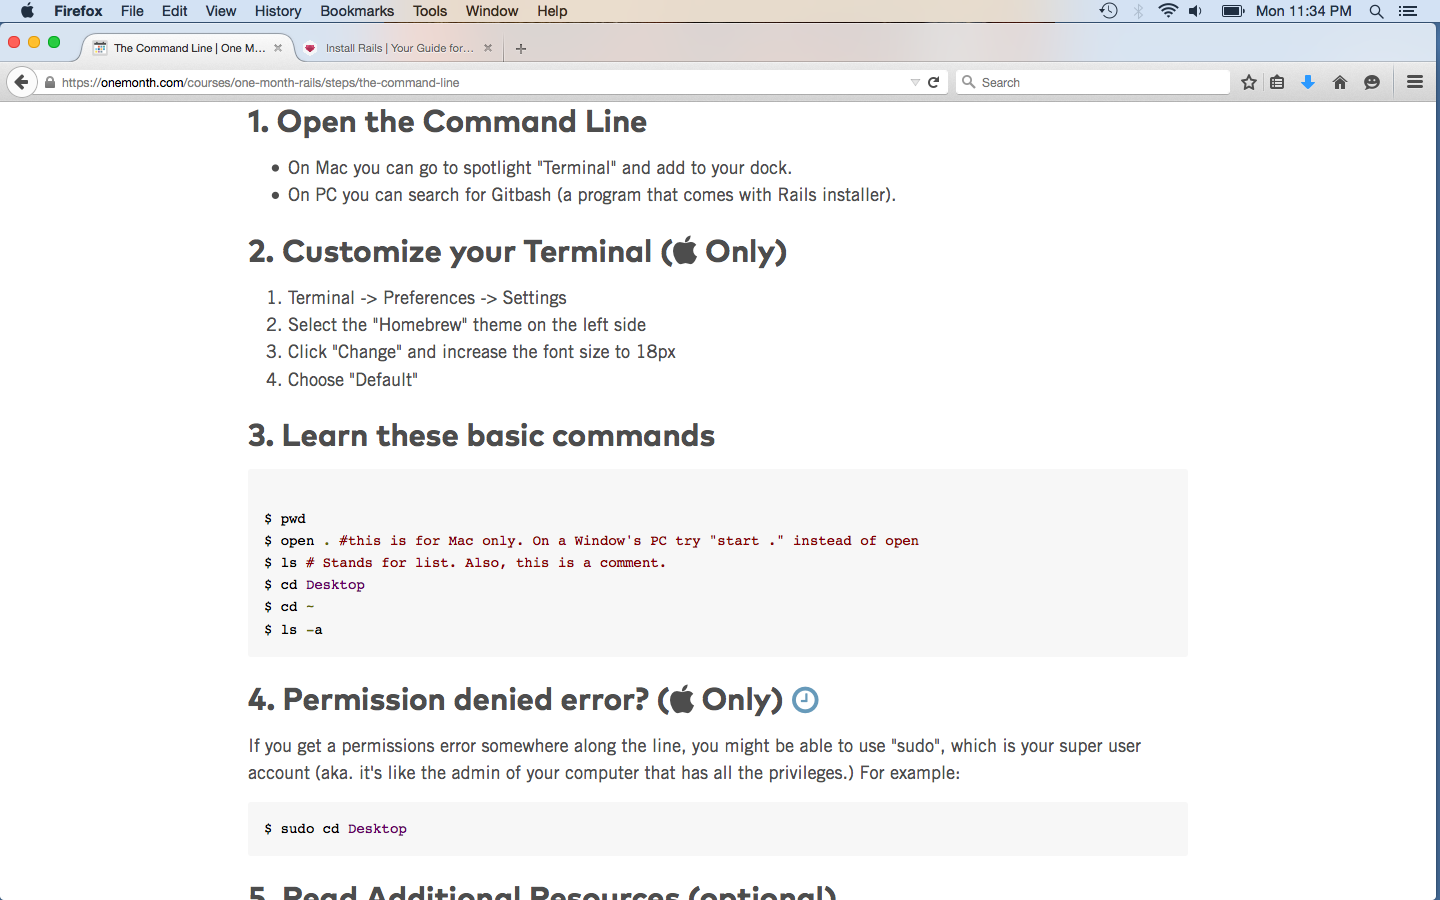 Firefox File Edit View History Bookmarks Tools Window Help Mon 11:34 PM
The Command Line | One M... Install Rails | Your Guide for...
https://onemonth.com/courses/one-month-rails/steps/the-command-line Search
1. Open the Command Line
On Mac you can go to spotlight "Terminal" and add to your dock.
On PC you can search for Gitbash (a program that comes with Rails installer).
2. Customize your Terminal ( Only)
1. Terminal -> Preferences -> Settings
2. Select the "Homebrew" theme on the left side
3. Click "Change" and increase the font size to 18px
4. Choose "Default"
3. Learn these basic commands
$ pwd
$ open . #this is for Mac only. On a Window's PC try "start ." instead of open
$ ls # Stands for list. Also, this is a comment.
$ cd Desktop
$ cd ~
$ ls -a
4. Permission denied error? ( Only)
If you get a permissions error somewhere along the line, you might be able to use "sudo", which is your super user
account (aka. it's like the admin of your computer that has all the privileges.) For example:
$ sudo cd Desktop
5. Read Additional Resources (optional)